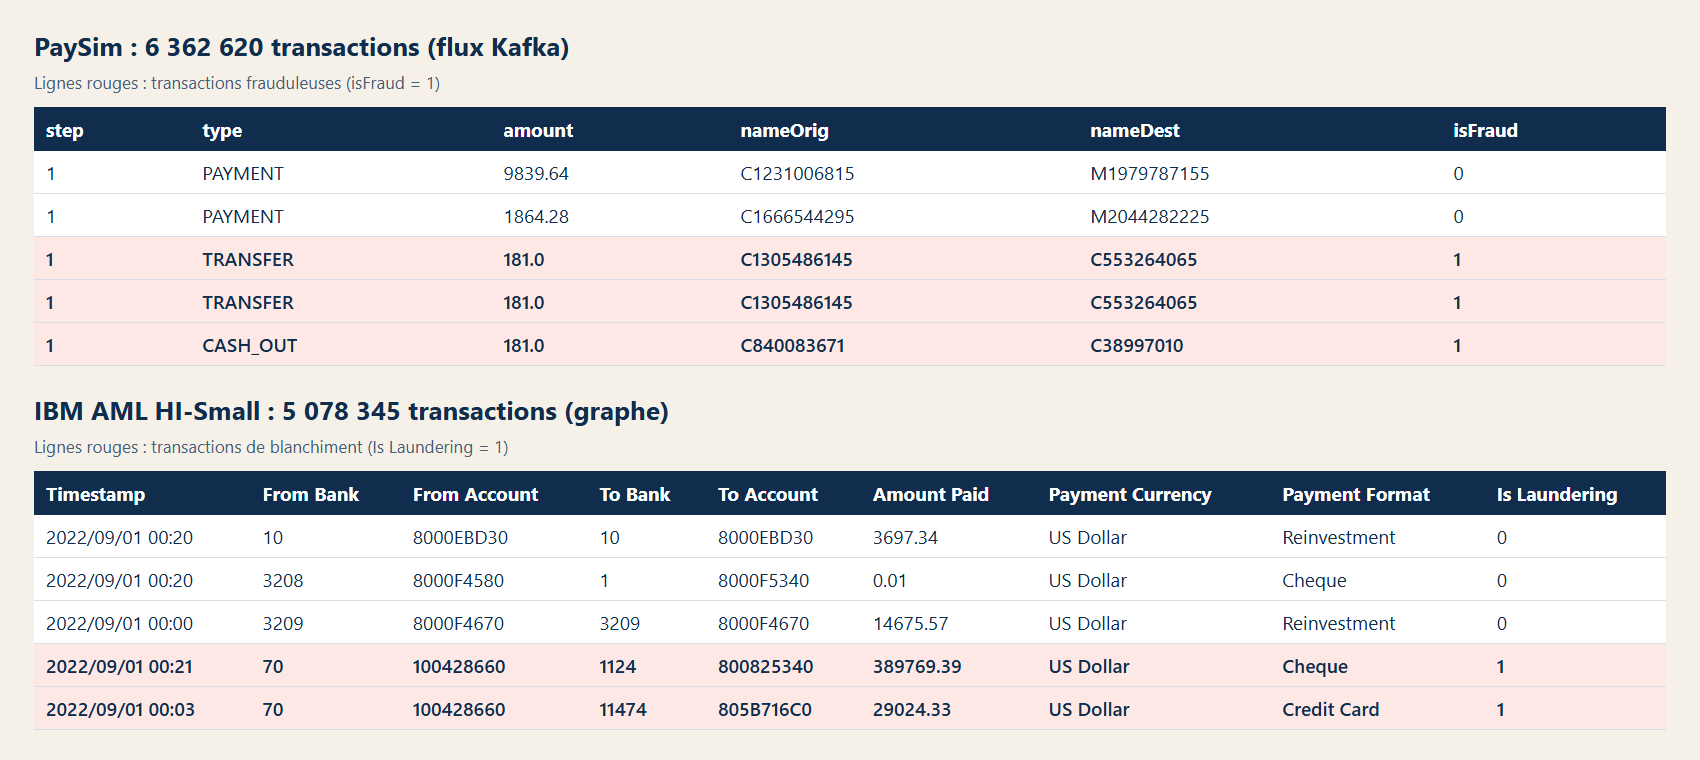 PaySim : 6 362 620 transactions (flux Kafka)
Lignes rouges : transactions frauduleuses (isFraud = 1)
step type amount nameOrig nameDest isFraud
1 PAYMENT 9839.64 C1231006815 M1979787155 0
1 PAYMENT 1864.28 C1666544295 M2044282225 0
1 TRANSFER 181.0 C1305486145 C553264065 1
1 TRANSFER 181.0 C1305486145 C553264065 1
1 CASH_OUT 181.0 C840083671 C38997010 1
IBM AML HI-Small : 5 078 345 transactions (graphe)
Lignes rouges : transactions de blanchiment (Is Laundering = 1)
Timestamp From Bank From Account To Bank To Account Amount Paid Payment Currency Payment Format Is Laundering
2022/09/01 00:20 10 8000EBD30 10 8000EBD30 3697.34 US Dollar Reinvestment 0
2022/09/01 00:20 3208 8000F4580 1 8000F5340 0.01 US Dollar Cheque 0
2022/09/01 00:00 3209 8000F4670 3209 8000F4670 14675.57 US Dollar Reinvestment 0
2022/09/01 00:21 70 100428660 1124 800825340 389769.39 US Dollar Cheque 1
2022/09/01 00:03 70 100428660 11474 805B716C0 29024.33 US Dollar Credit Card 1